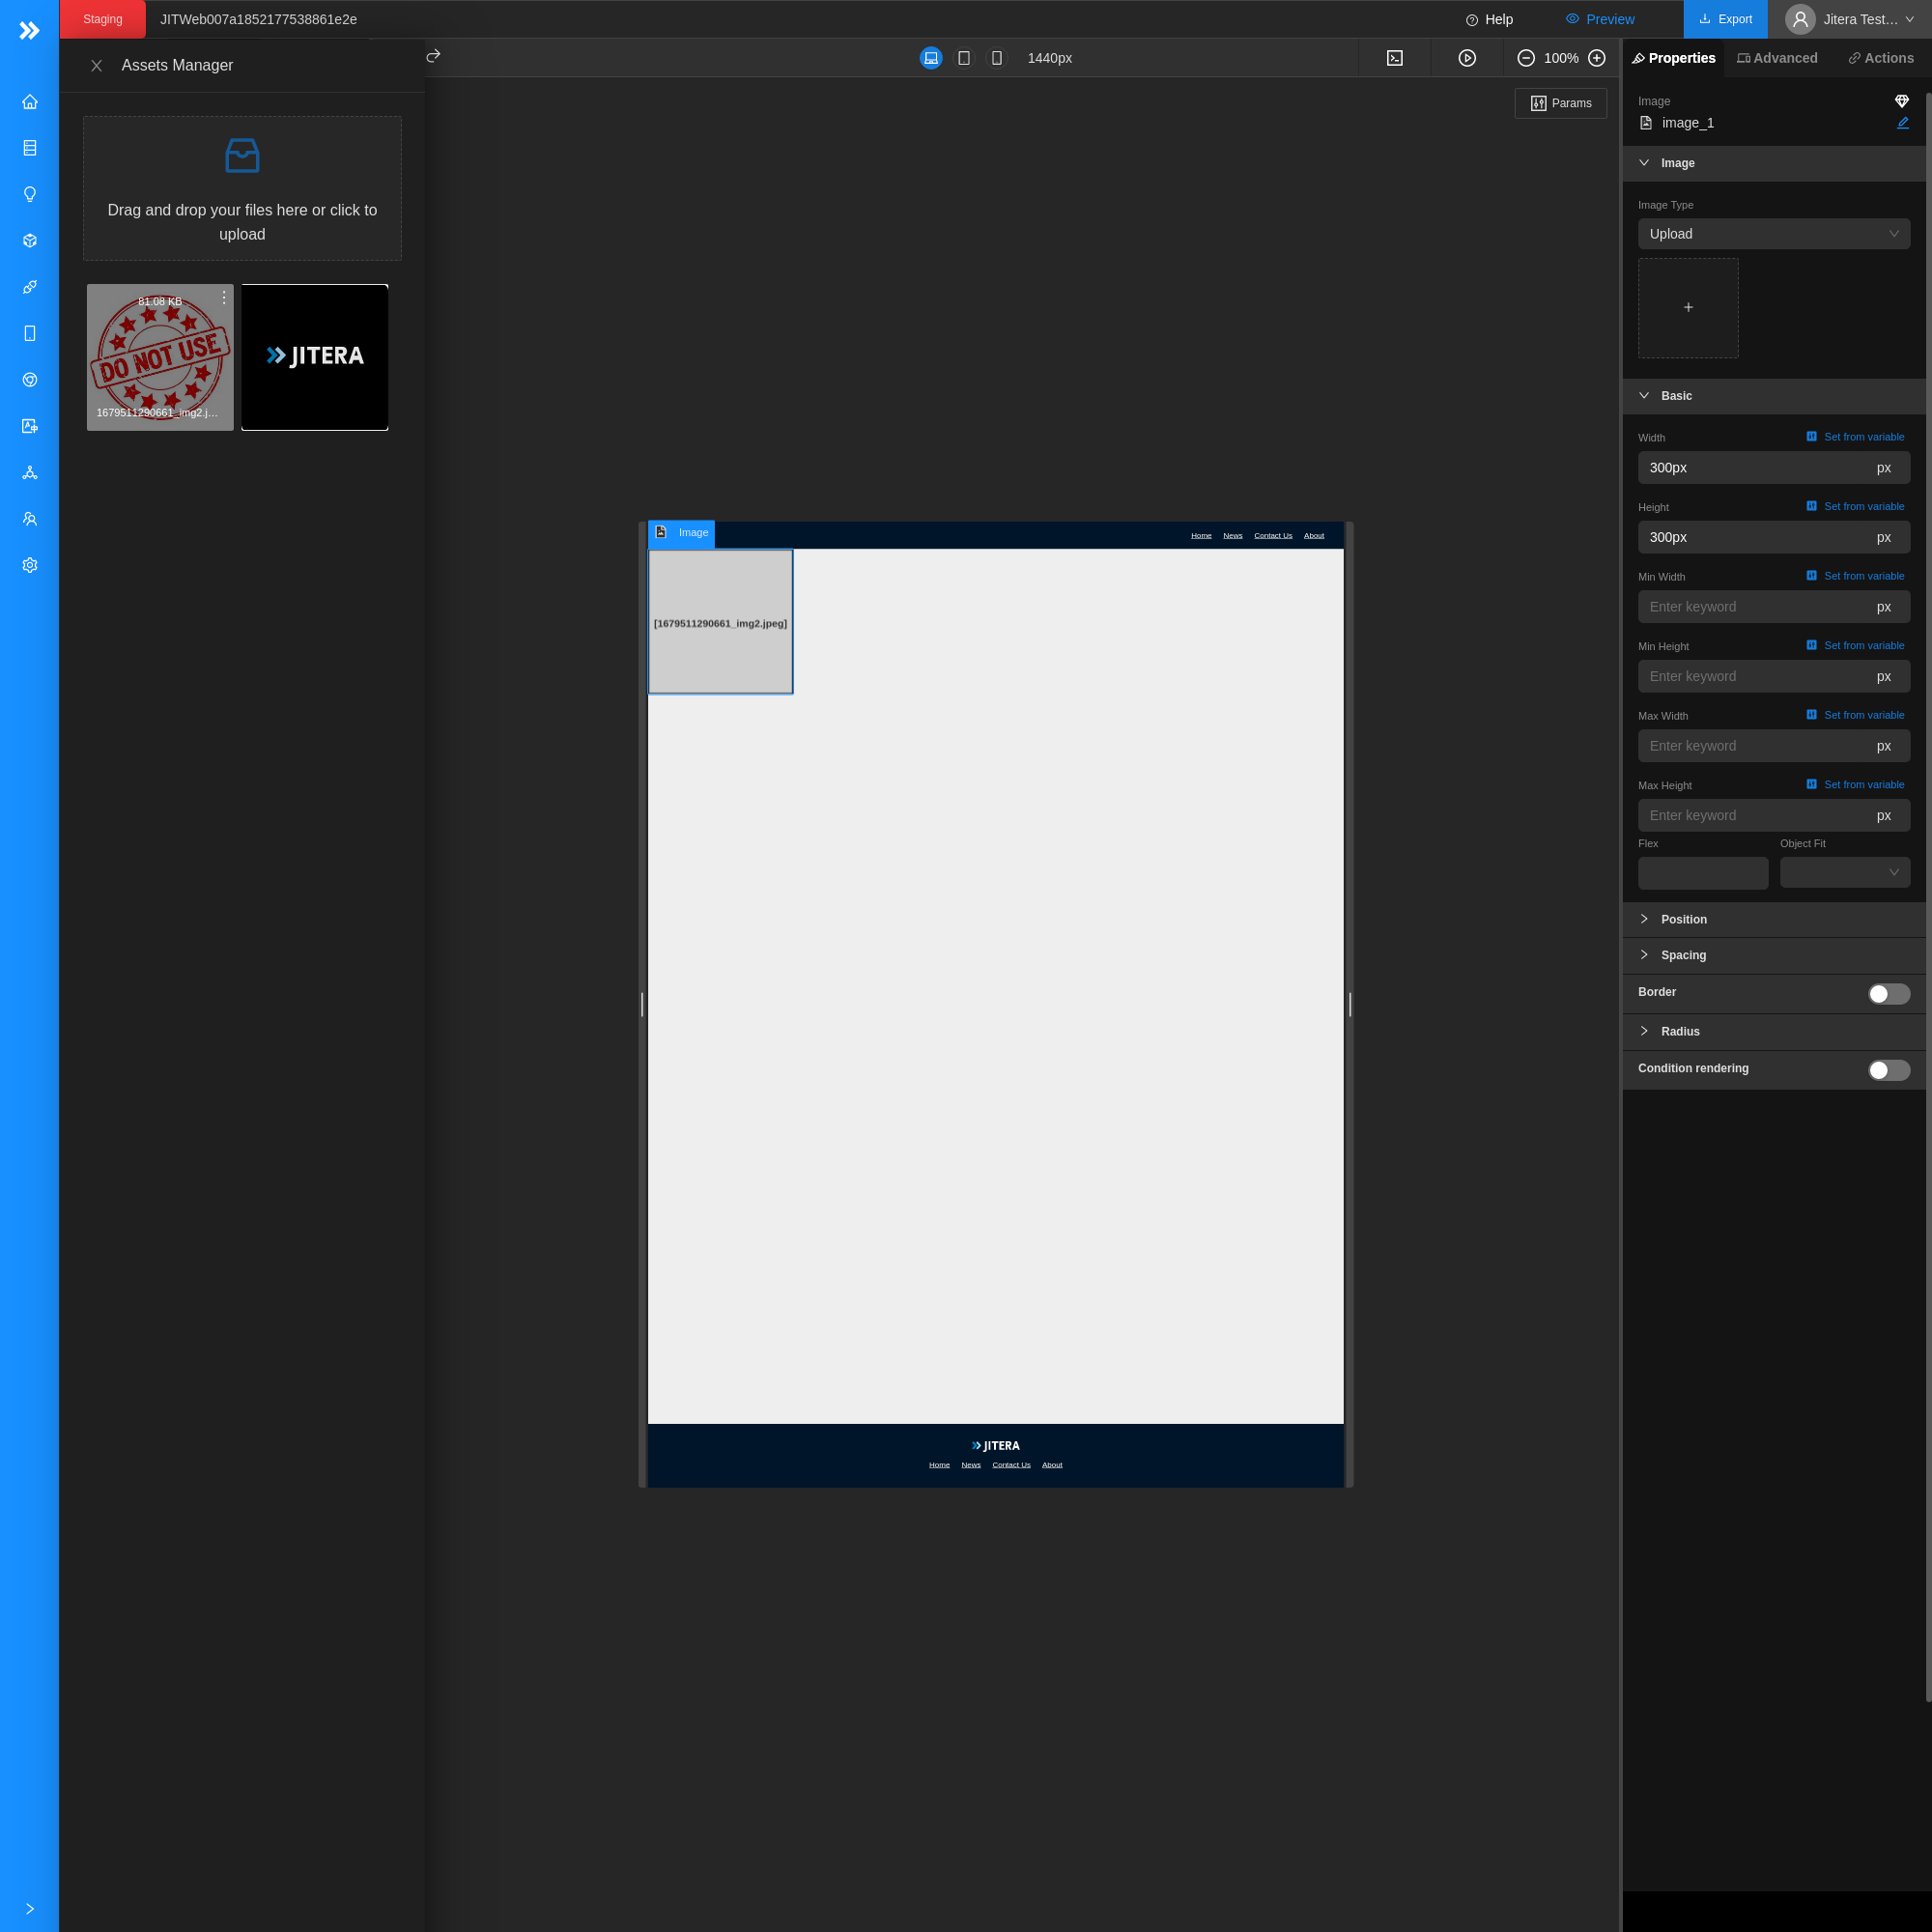 Staging
JITWeb007a1852177538861e2e
Help
Preview
Export
Jitera Test…
Assets Manager
1440px
100%
Properties
Advanced
Actions
Params
Drag and drop your files here or click to
upload
81.08 KB
DO NOT USE
1679511290661_img2.j…
JITERA
Image
Home
News
Contact Us
About
[1679511290661_img2.jpeg]
JITERA
Home
News
Contact Us
About
Image
image_1
Image
Image Type
Upload
Basic
Width
Set from variable
300px
px
Height
Set from variable
300px
px
Min Width
Set from variable
Enter keyword
px
Min Height
Set from variable
Enter keyword
px
Max Width
Set from variable
Enter keyword
px
Max Height
Set from variable
Enter keyword
px
Flex
Object Fit
Position
Spacing
Border
Radius
Condition rendering